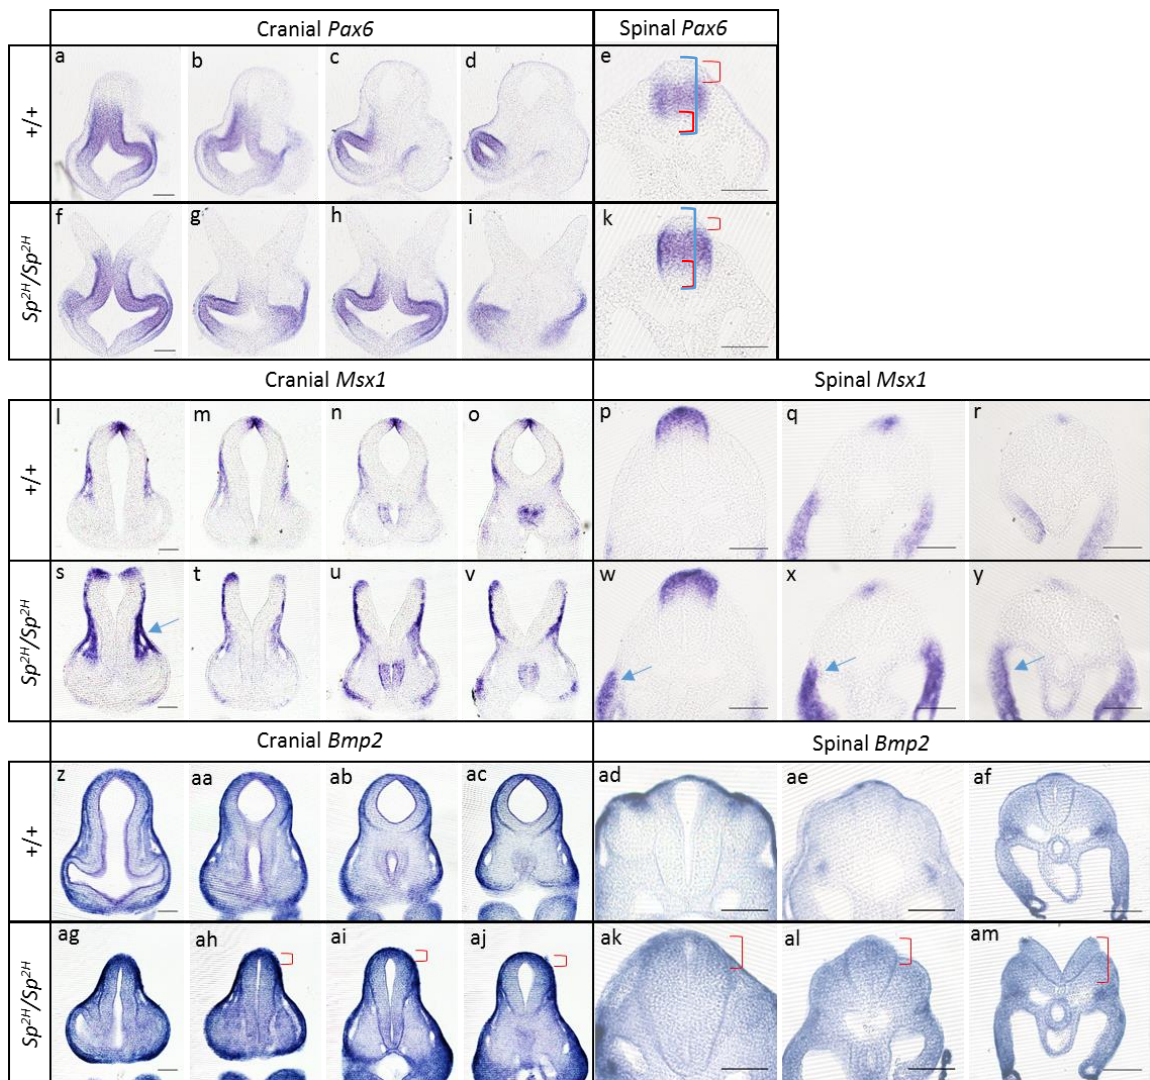 Cranial Pax6 Spinal Pax6
+/+ a b c d e
Sp2H/Sp2H f g h i k
Cranial Msx1 Spinal Msx1
+/+ l m n o p q r
Sp2H/Sp2H s t u v w x y
Cranial Bmp2 Spinal Bmp2
+/+ z aa ab ac ad ae af
Sp2H/Sp2H ag ah ai aj ak al am